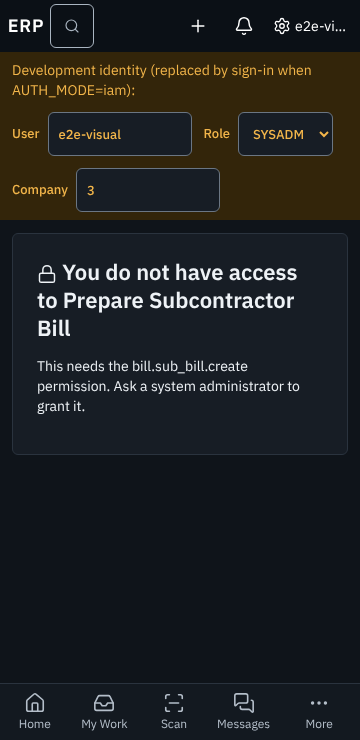 ERP
e2e-vi...
Development identity (replaced by sign-in when
AUTH_MODE=iam):
User e2e-visual Role SYSADM
Company 3
You do not have access
to Prepare Subcontractor
Bill
This needs the bill.sub_bill.create
permission. Ask a system administrator to
grant it.
Home My Work Scan Messages More